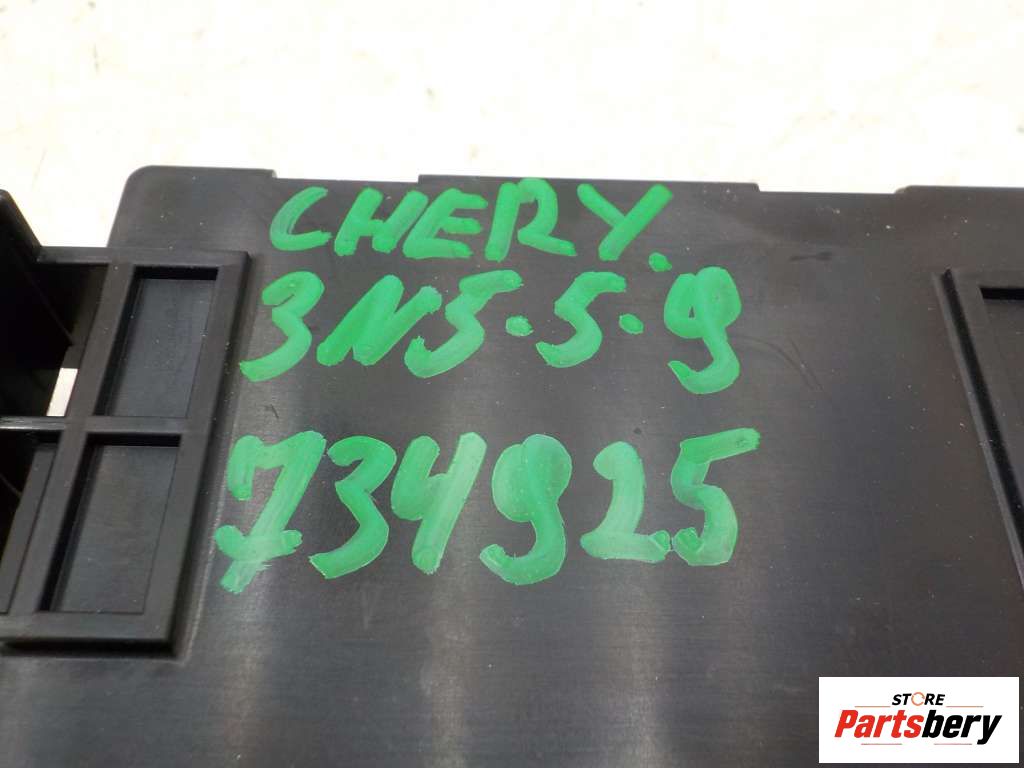 CHERY.
3N5.5.9
734925
STORE
Partsbery